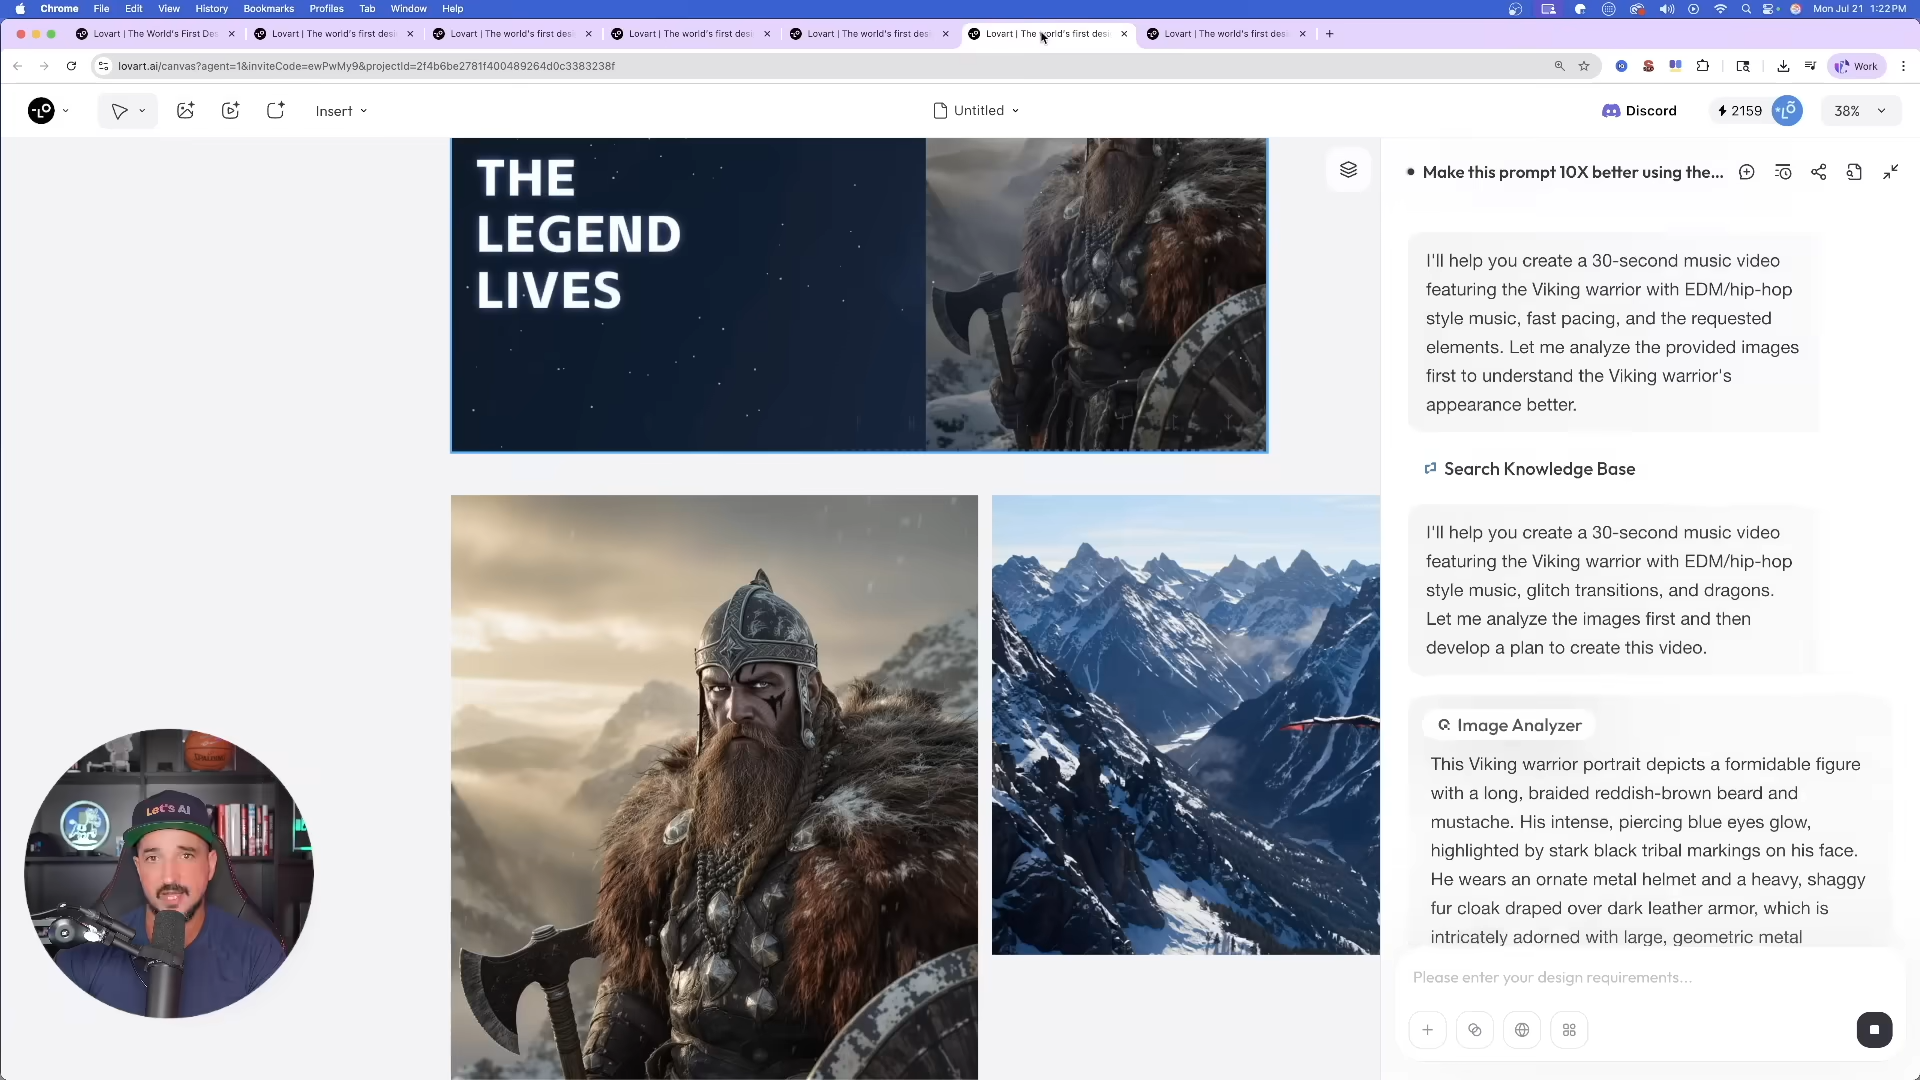 Chrome File Edit View History Bookmarks Profiles Tab Window Help Mon Jul 21 1:22 PM
Lovart | The World's First Des Lovart | The world's first desi Lovart | The world's first desi Lovart | The world's first desi Lovart | The world's first desi Lovart | The world's first desi Lovart | The world's first desi
lovart.ai/canvas?agent=1&inviteCode=ewPwMy9&projectId=2f4b6be2781f400489264d0c3383238f Work
Insert Untitled Discord 2159 38%
THE
LEGEND
LIVES
Make this prompt 10X better using the...
I'll help you create a 30-second music video
featuring the Viking warrior with EDM/hip-hop
style music, fast pacing, and the requested
elements. Let me analyze the provided images
first to understand the Viking warrior's
appearance better.
Search Knowledge Base
I'll help you create a 30-second music video
featuring the Viking warrior with EDM/hip-hop
style music, glitch transitions, and dragons.
Let me analyze the images first and then
develop a plan to create this video.
Image Analyzer
This Viking warrior portrait depicts a formidable figure
with a long, braided reddish-brown beard and
mustache. His intense, piercing blue eyes glow,
highlighted by stark black tribal markings on his face.
He wears an ornate metal helmet and a heavy, shaggy
fur cloak draped over dark leather armor, which is
intricately adorned with large, geometric metal
Please enter your design requirements...
Let's AI
SPALDING